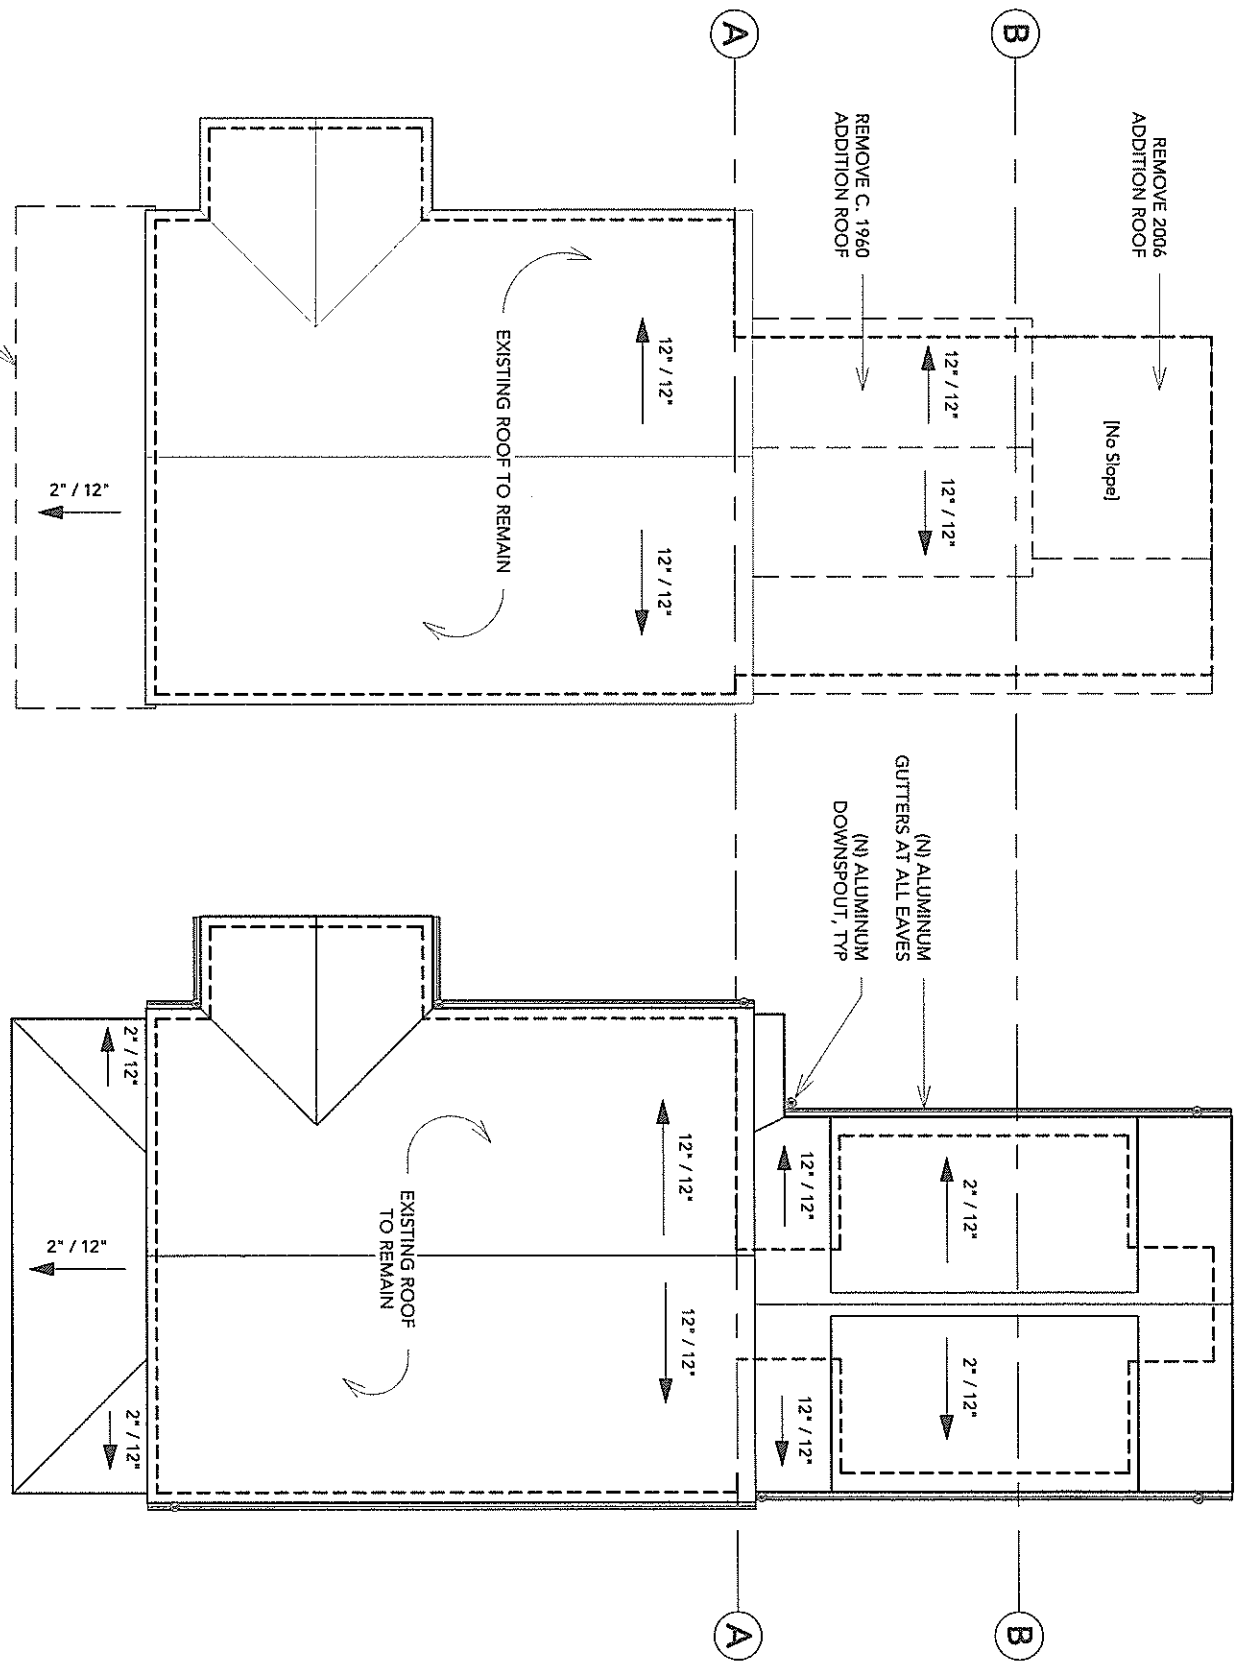 A
B
REMOVE 2006
ADDITION ROOF
REMOVE C. 1960
ADDITION ROOF
12" / 12"
12" / 12"
[No Slope]
12" / 12"
12" / 12"
EXISTING ROOF TO REMAIN
2" / 12"
(N) ALUMINUM
GUTTERS AT ALL EAVES
(N) ALUMINUM
DOWNSPOUT, TYP
12" / 12"
2" / 12"
2" / 12"
12" / 12"
12" / 12"
12" / 12"
EXISTING ROOF
TO REMAIN
2" / 12"
2" / 12"
2" / 12"
A
B